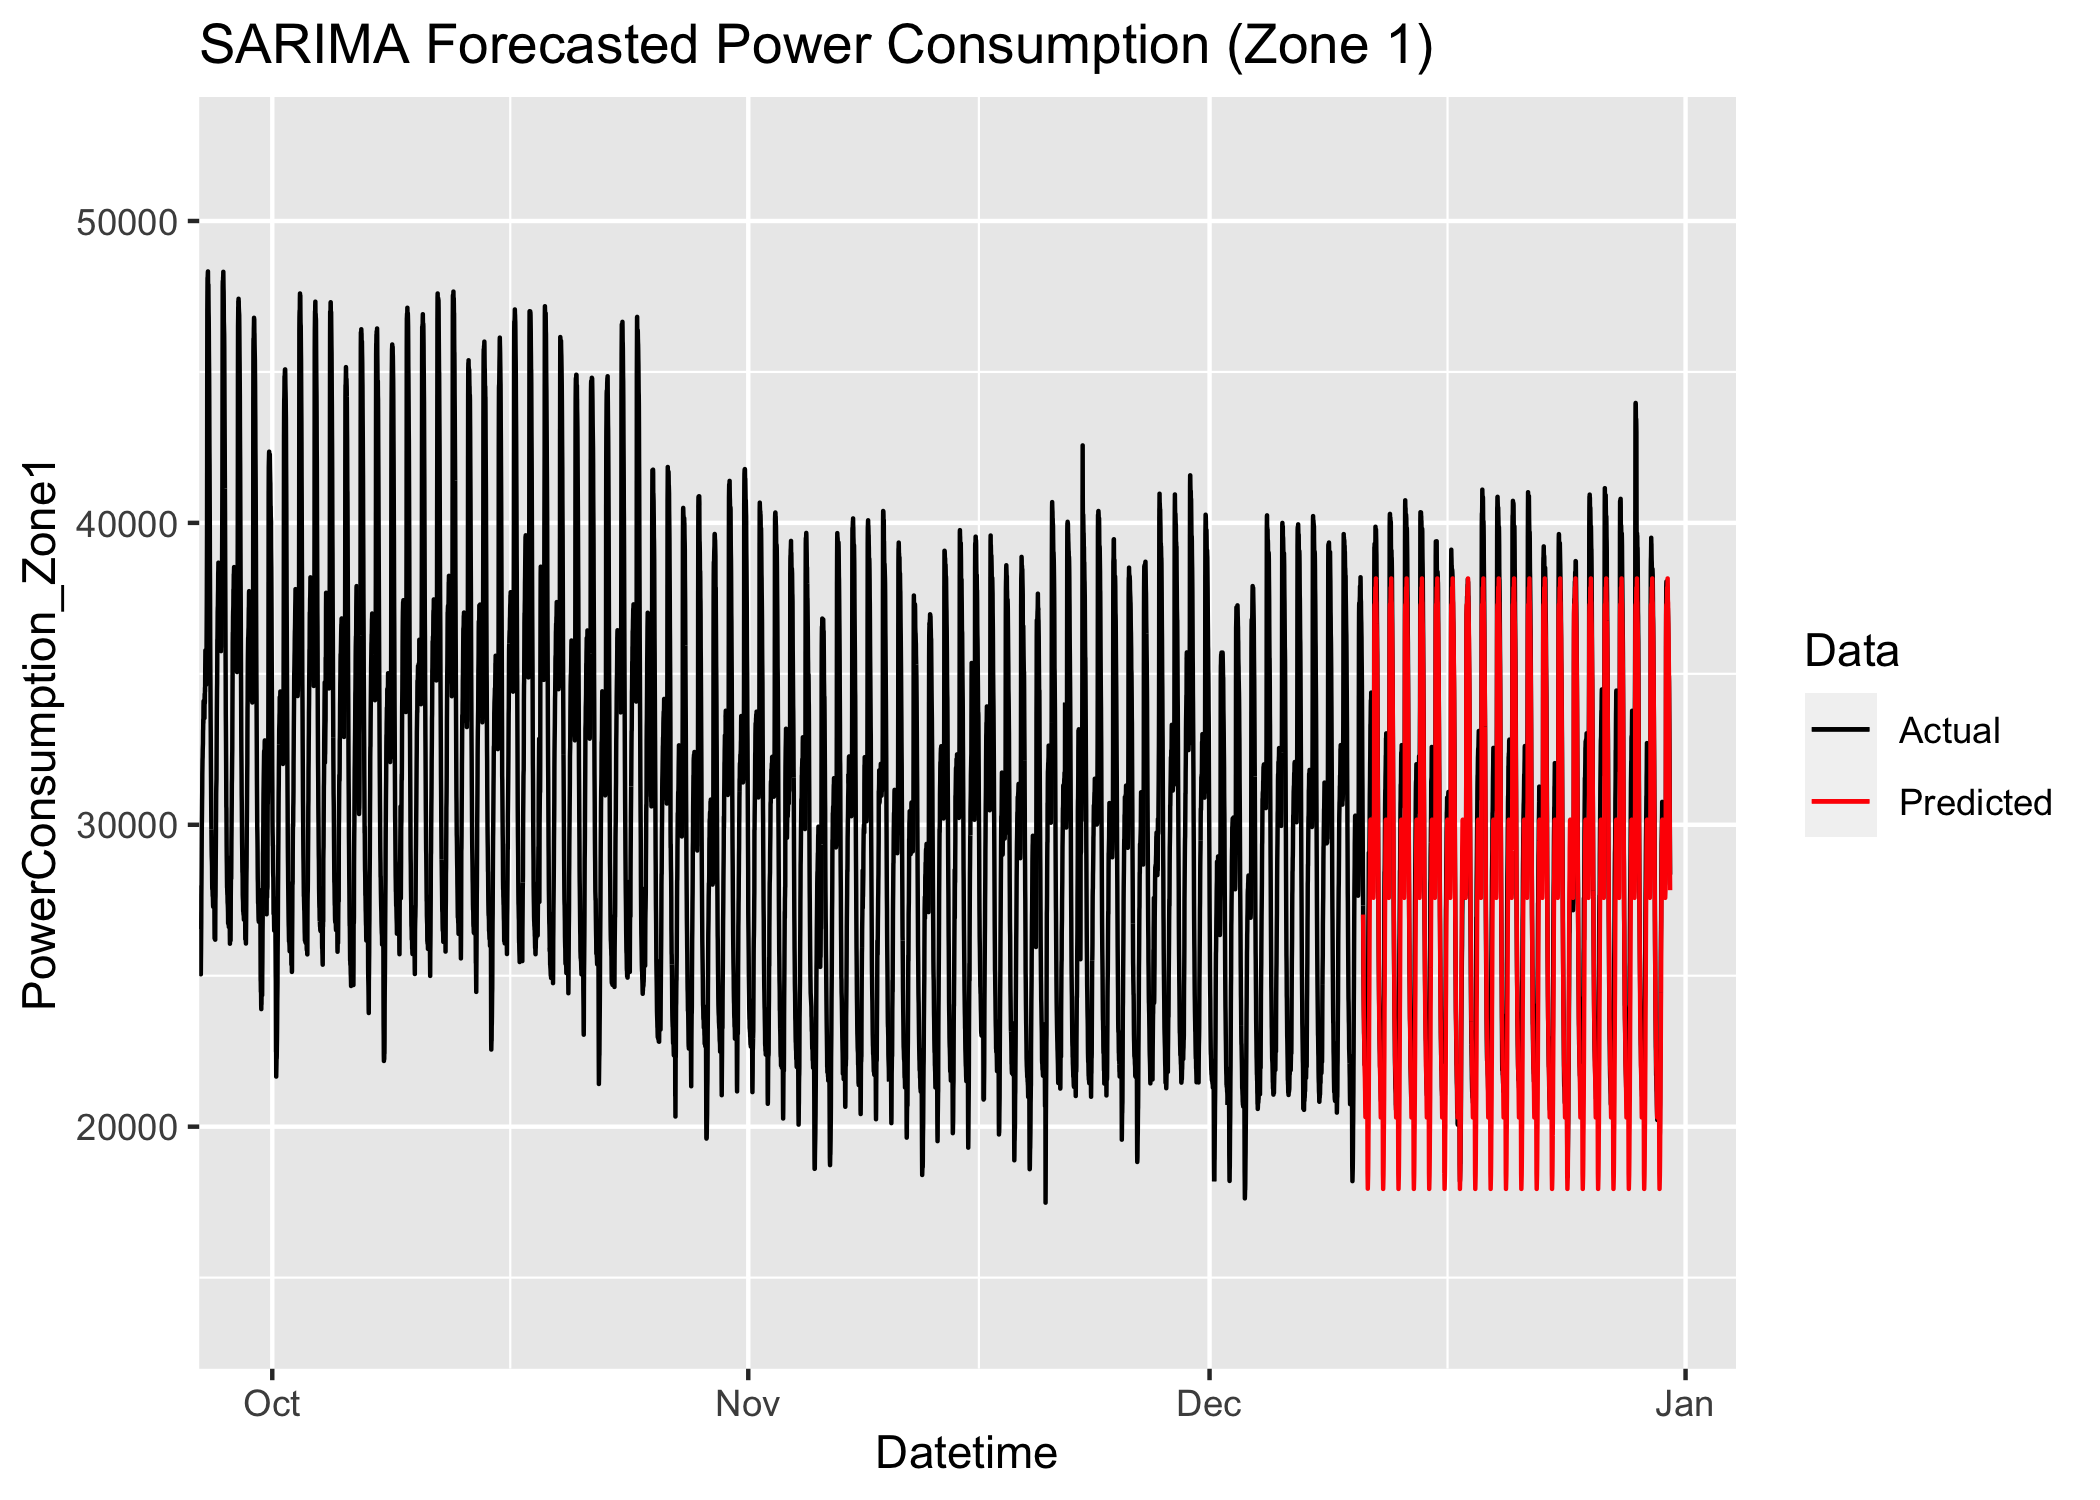 SARIMA Forecasted Power Consumption (Zone 1)
PowerConsumption_Zone1
50000
40000
30000
20000
Oct
Nov
Dec
Jan
Datetime
Data
Actual
Predicted